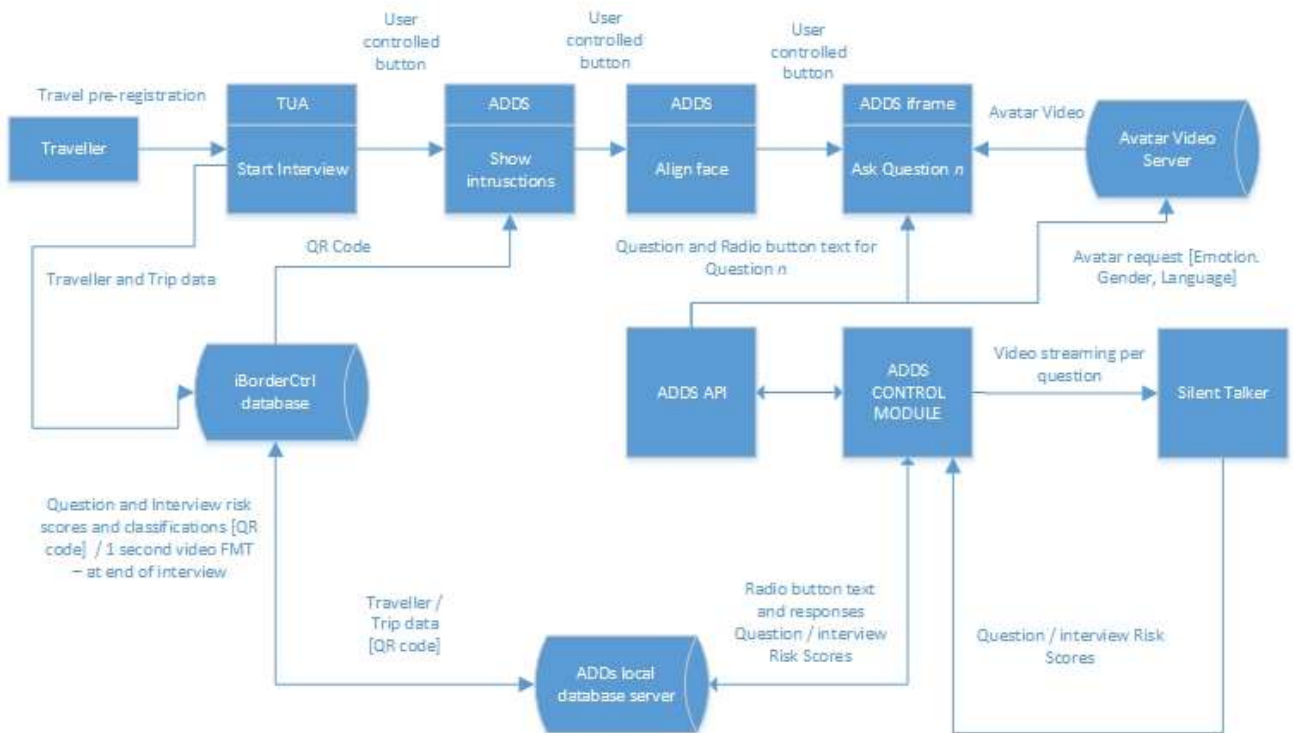 User
controlled
button
User
controlled
button
User
controlled
button
Travel pre-registration
Traveller
TUA
Start Interview
ADDS
Show
intrusctions
ADDS
Align face
ADDS iframe
Ask Question n
Avatar Video
Avatar Video
Server
QR Code
Traveller and Trip data
Question and Radio button text for
Question n
Avatar request [Emotion.
Gender, Language]
iBorderCtrl
database
ADDS API
ADDS
CONTROL
MODULE
Video streaming per
question
Silent Talker
Question and Interview risk
scores and classifications [QR
code] / 1 second video FMT
– at end of interview
Traveller /
Trip data
[QR code]
ADDs local
database server
Radio button text
and responses
Question / interview
Risk Scores
Question / interview Risk
Scores